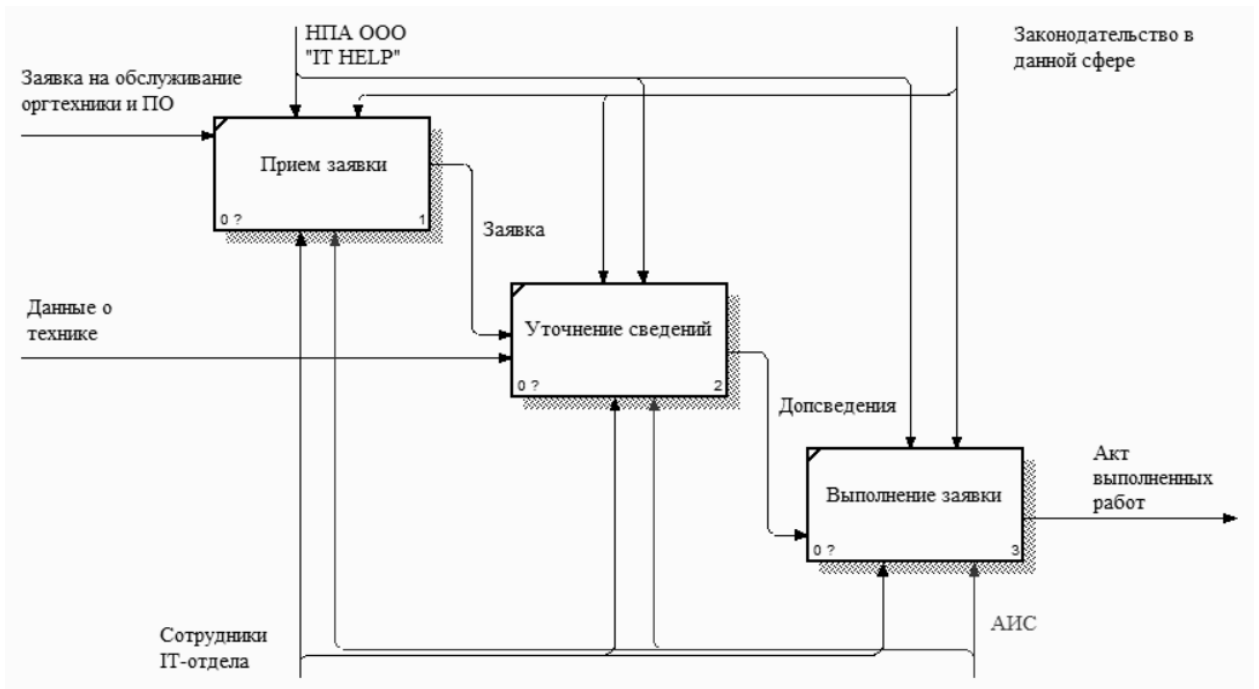 НПА ООО
"IT HELP"
Законодательство в
данной сфере
Заявка на обслуживание
оргтехники и ПО
Прием заявки
0 ?
1
Заявка
Данные о
технике
Уточнение сведений
0 ?
2
Допсведения
Выполнение заявки
0 ?
3
Акт
выполненных
работ
Сотрудники
IT-отдела
АИС